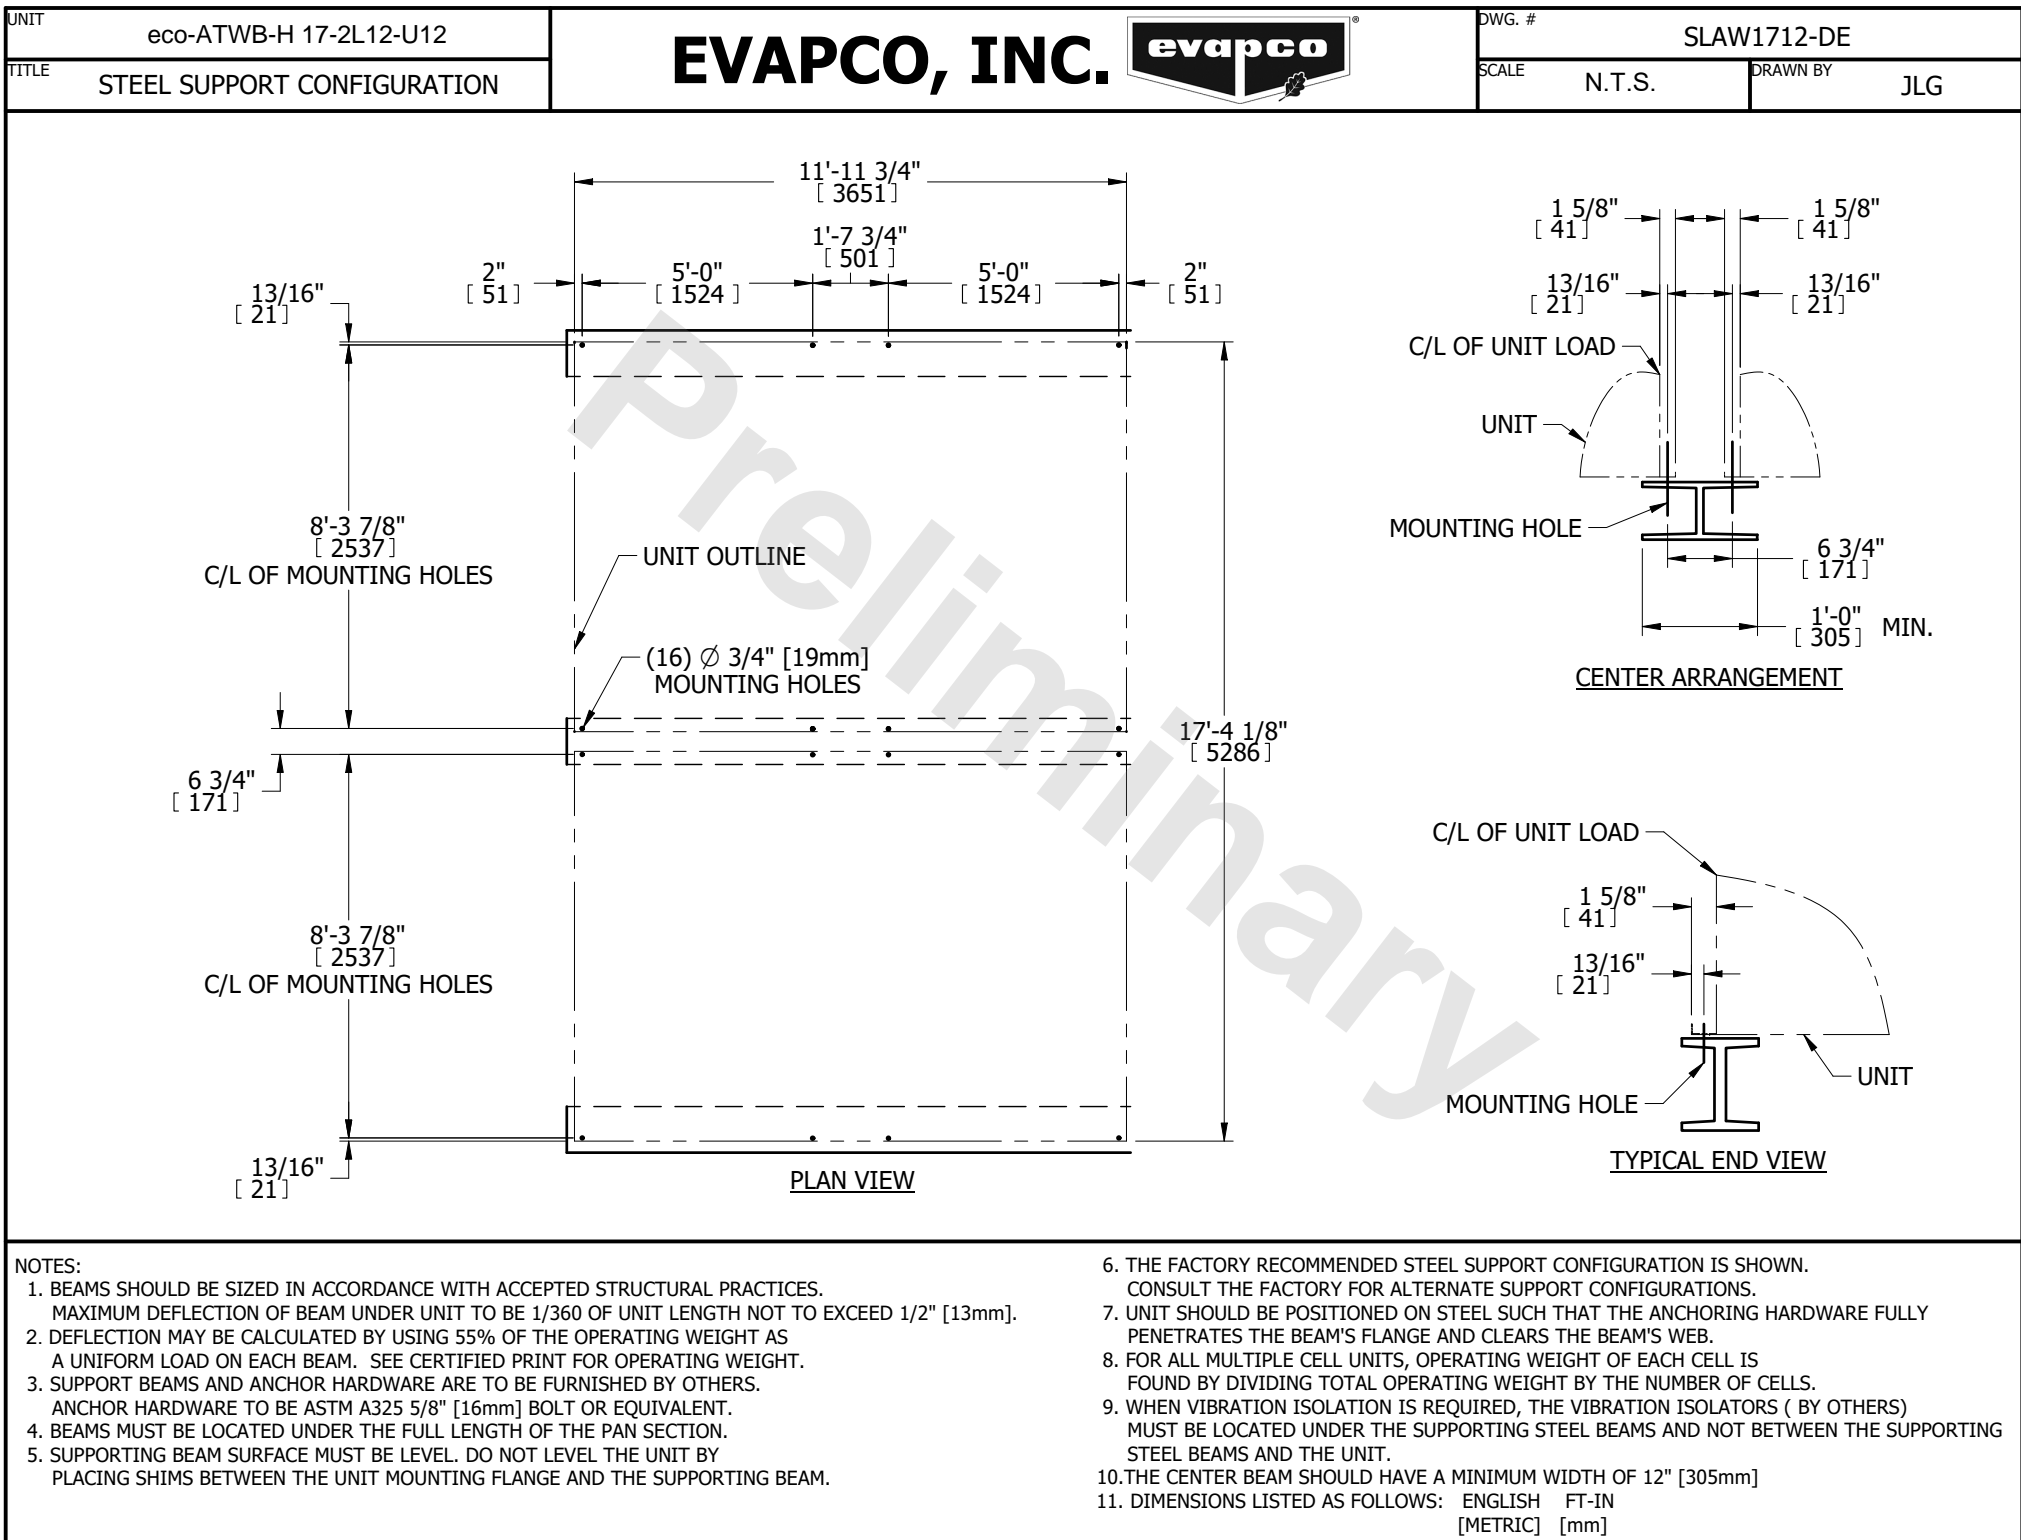 UNIT
eco-ATWB-H 17-2L12-U12
TITLE
STEEL SUPPORT CONFIGURATION
EVAPCO, INC.
evapco
®
DWG. #
SLAW1712-DE
SCALE
N.T.S.
DRAWN BY
JLG
11'-11 3/4"
[ 3651]
1'-7 3/4"
[ 501 ]
2"
[ 51]
5'-0"
[ 1524 ]
5'-0"
[ 1524]
2"
[ 51]
13/16"
[ 21]
8'-3 7/8"
[ 2537]
C/L OF MOUNTING HOLES
UNIT OUTLINE
(16) Ø 3/4" [19mm]
MOUNTING HOLES
6 3/4"
[ 171]
17'-4 1/8"
[ 5286]
8'-3 7/8"
[ 2537]
C/L OF MOUNTING HOLES
13/16"
[ 21]
PLAN VIEW
Preliminary
1 5/8"
[ 41]
1 5/8"
[ 41]
13/16"
[ 21]
13/16"
[ 21]
C/L OF UNIT LOAD
UNIT
MOUNTING HOLE
6 3/4"
[ 171]
1'-0"
[ 305] MIN.
CENTER ARRANGEMENT
C/L OF UNIT LOAD
1 5/8"
[ 41]
13/16"
[ 21]
UNIT
MOUNTING HOLE
TYPICAL END VIEW
NOTES:
1. BEAMS SHOULD BE SIZED IN ACCORDANCE WITH ACCEPTED STRUCTURAL PRACTICES.
MAXIMUM DEFLECTION OF BEAM UNDER UNIT TO BE 1/360 OF UNIT LENGTH NOT TO EXCEED 1/2" [13mm].
2. DEFLECTION MAY BE CALCULATED BY USING 55% OF THE OPERATING WEIGHT AS
A UNIFORM LOAD ON EACH BEAM. SEE CERTIFIED PRINT FOR OPERATING WEIGHT.
3. SUPPORT BEAMS AND ANCHOR HARDWARE ARE TO BE FURNISHED BY OTHERS.
ANCHOR HARDWARE TO BE ASTM A325 5/8" [16mm] BOLT OR EQUIVALENT.
4. BEAMS MUST BE LOCATED UNDER THE FULL LENGTH OF THE PAN SECTION.
5. SUPPORTING BEAM SURFACE MUST BE LEVEL. DO NOT LEVEL THE UNIT BY
PLACING SHIMS BETWEEN THE UNIT MOUNTING FLANGE AND THE SUPPORTING BEAM.
6. THE FACTORY RECOMMENDED STEEL SUPPORT CONFIGURATION IS SHOWN.
CONSULT THE FACTORY FOR ALTERNATE SUPPORT CONFIGURATIONS.
7. UNIT SHOULD BE POSITIONED ON STEEL SUCH THAT THE ANCHORING HARDWARE FULLY
PENETRATES THE BEAM'S FLANGE AND CLEARS THE BEAM'S WEB.
8. FOR ALL MULTIPLE CELL UNITS, OPERATING WEIGHT OF EACH CELL IS
FOUND BY DIVIDING TOTAL OPERATING WEIGHT BY THE NUMBER OF CELLS.
9. WHEN VIBRATION ISOLATION IS REQUIRED, THE VIBRATION ISOLATORS ( BY OTHERS)
MUST BE LOCATED UNDER THE SUPPORTING STEEL BEAMS AND NOT BETWEEN THE SUPPORTING
STEEL BEAMS AND THE UNIT.
10.THE CENTER BEAM SHOULD HAVE A MINIMUM WIDTH OF 12" [305mm]
11. DIMENSIONS LISTED AS FOLLOWS: ENGLISH FT-IN
[METRIC] [mm]